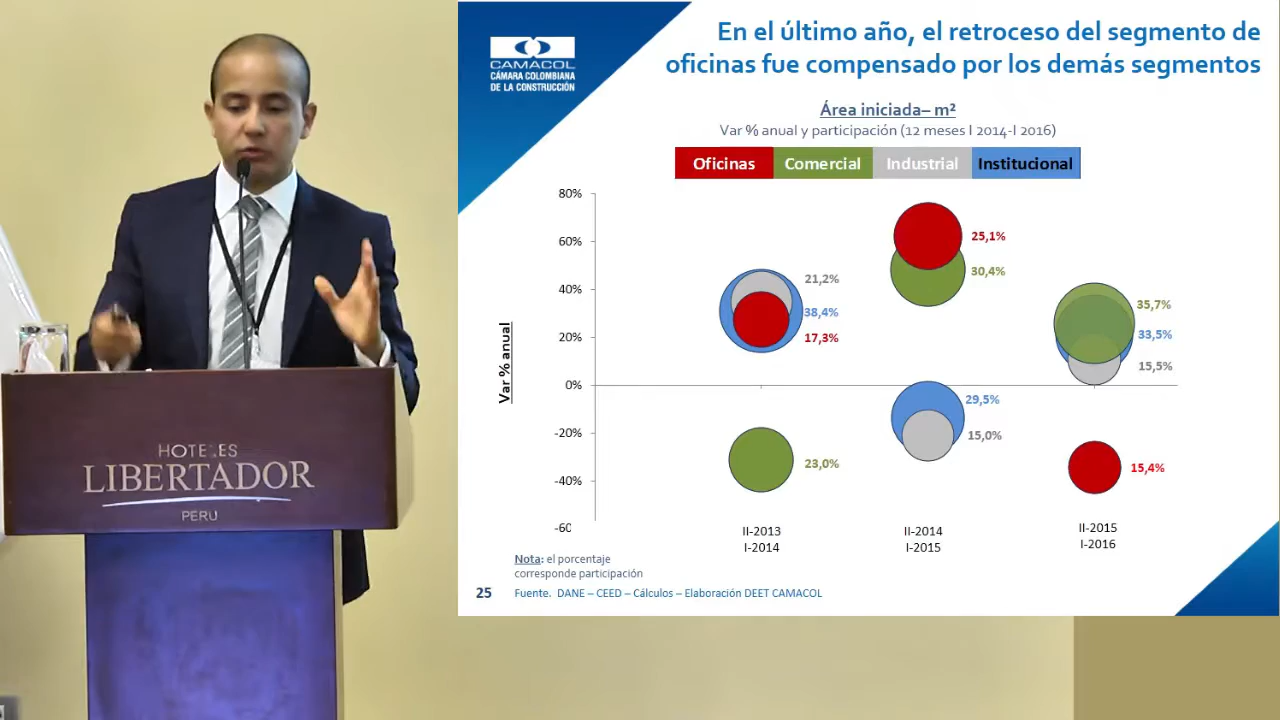 CAMACOL
CÁMARA COLOMBIANA
DE LA CONSTRUCCIÓN
En el último año, el retroceso del segmento de
oficinas fue compensado por los demás segmentos
Área iniciada– m²
Var % anual y participación (12 meses I 2014-I 2016)
Oficinas Comercial Industrial Institucional
80%
60%
40%
20%
0%
-20%
-40%
-60
Var % anual
21,2%
38,4%
17,3%
23,0%
25,1%
30,4%
29,5%
15,0%
35,7%
33,5%
15,5%
15,4%
II-2013
I-2014
II-2014
I-2015
II-2015
I-2016
Nota: el porcentaje
corresponde participación
25 Fuente. DANE – CEED – Cálculos – Elaboración DEET CAMACOL
HOTELES
LIBERTADOR
PERU